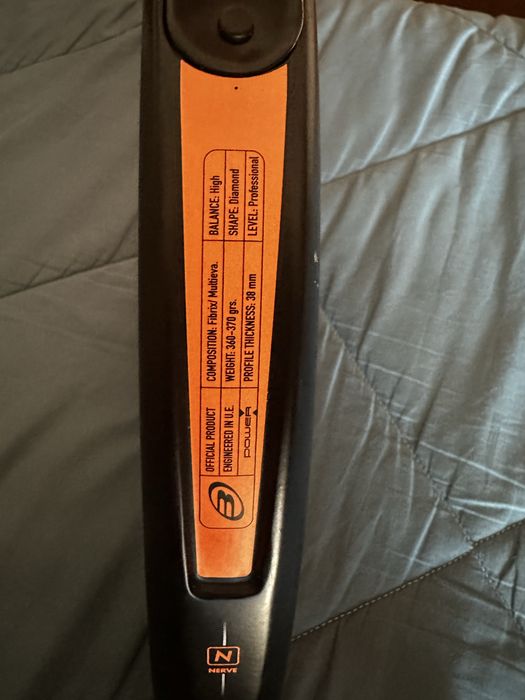 OFFICIAL PRODUCT
ENGINEERED IN U.E
POWER
COMPOSITION: Fibrix/ Multieva.
WEIGHT: 360-370 grs.
PROFILE THICKNESS: 38 mm
BALANCE: High
SHAPE: Diamond
LEVEL: Professional
N
NERVE